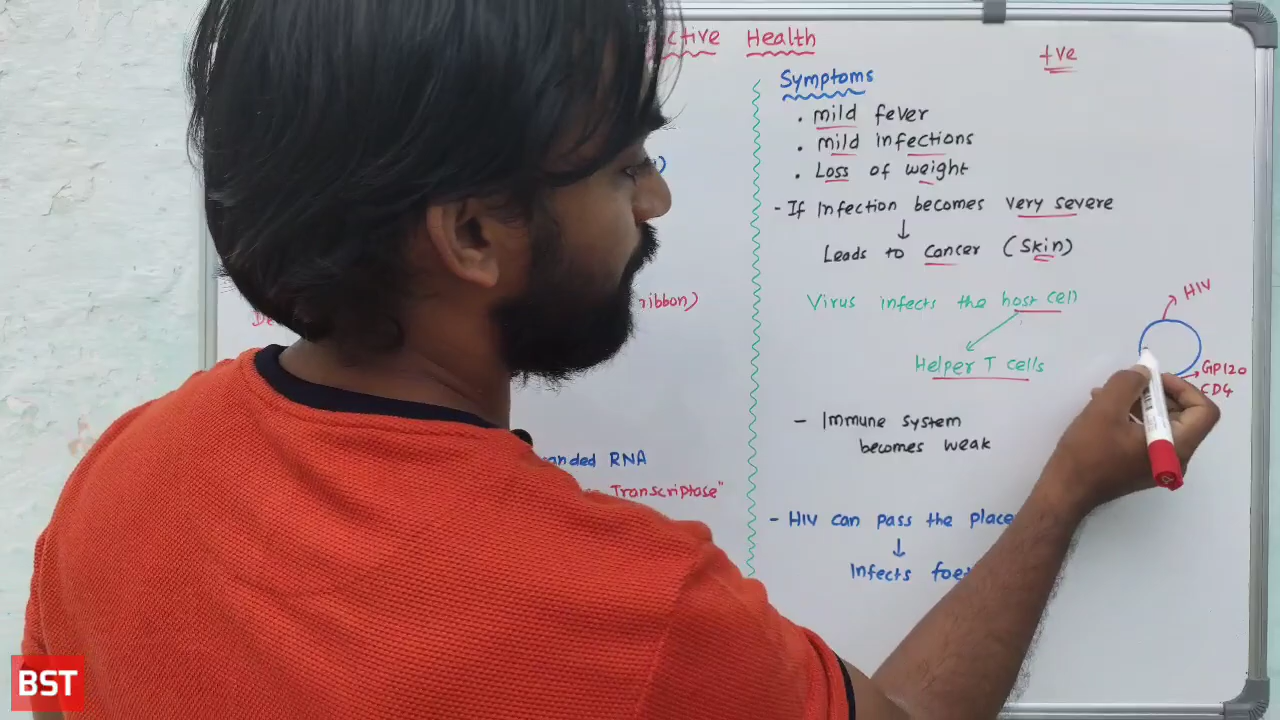 ctive Health
+ve
ribbon)
anded RNA
Transcriptase"
Symptoms
. mild fever
. mild infections
. Loss of weight
- If Infection becomes very severe
↓
Leads to cancer (skin)
Virus infects the host cell
Helper T cells
- Immune system
becomes weak
- HIV can pass the place
↓
Infects foet
HIV
GP120
CD4
BST